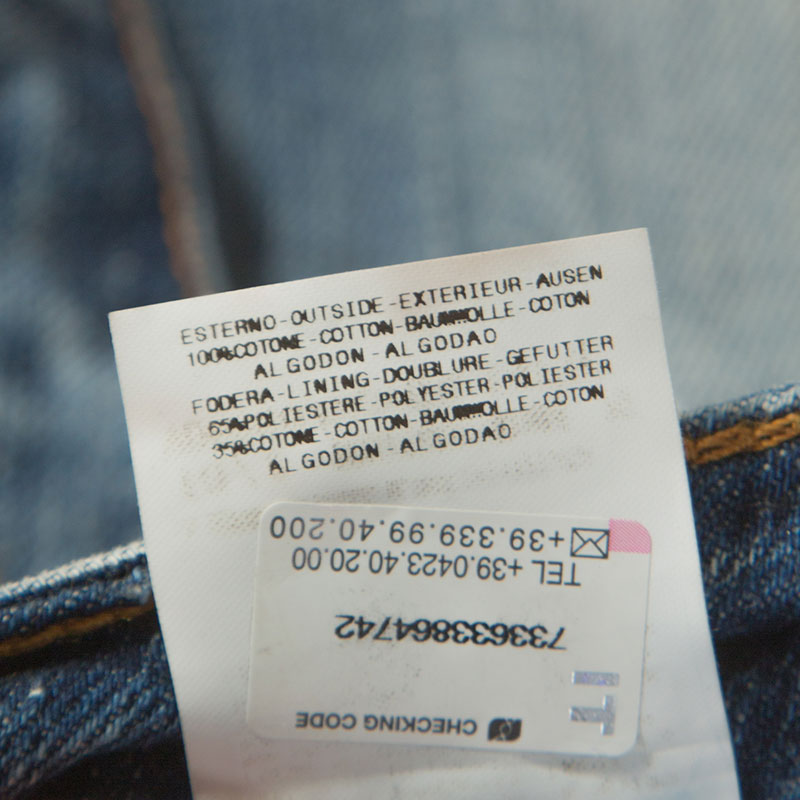 ESTERNO-OUTSIDE-EXTERIEUR-AUSEN
100%COTONE-COTTON-BAUMWOLLE-COTON
ALGODON-ALGODAO
FODERA-LINING-DOUBLURE-GEFUTTER
65%POLIESTERE-POLYESTER-POLIESTER
35%COTONE-COTTON-BAUMWOLLE-COTON
ALGODON-ALGODAO
CHECKING CODE
IT
733633864742
TEL +39.0423.40.20.00
+39.339.99.40.200